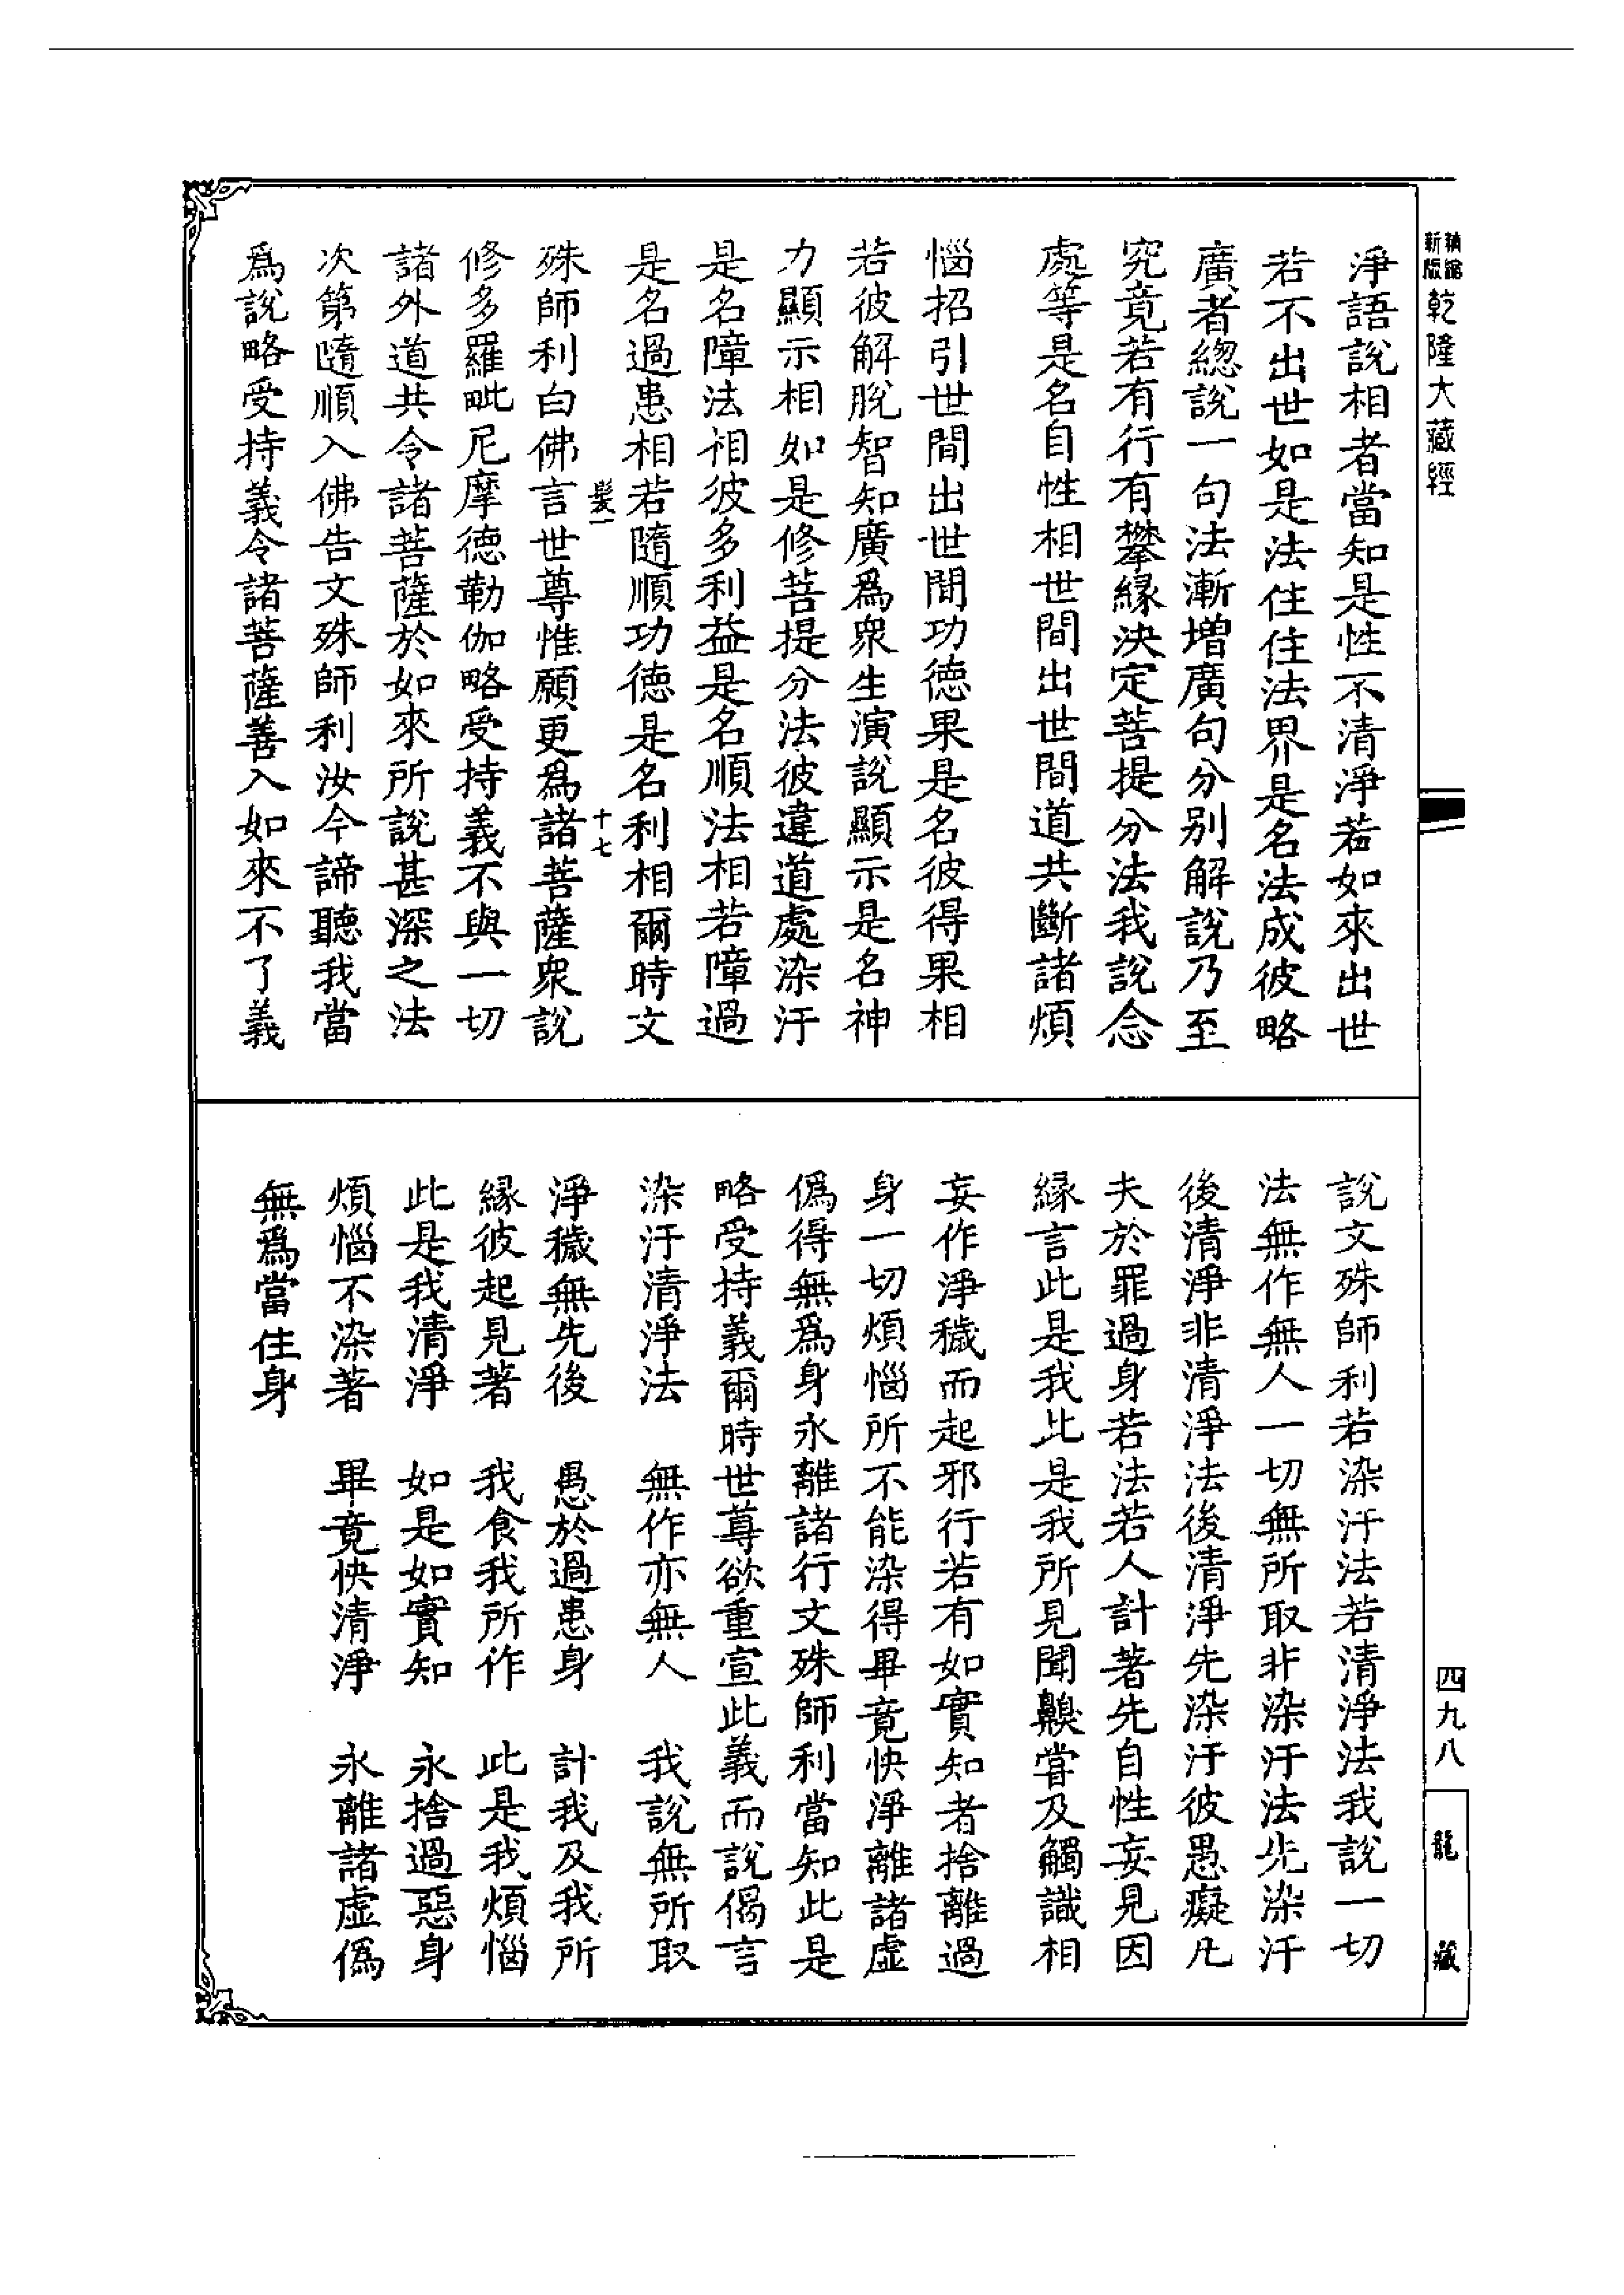 新編縮版乾隆大藏經
四九八
龍藏
淨語說相者當知是性不清淨若如來出世
若不出世如是法住住法界是名法成彼略
廣者總說一句法漸增廣句分別解說乃至
究竟若有行有攀緣決定菩提分法我說念
處等是名自性相世間出世間道共斷諸煩
惱招引世間出世間功德果是名彼得果相
若彼解脫智知廣爲衆生演說顯示是名神
力顯示相如是修菩提分法彼違道處染汙
是名障法相彼多利益是名順法相若障過
是名過患相若隨順功德是名利相爾時文
髮一
十七
殊師利白佛言世尊惟願更爲諸菩薩衆說
修多羅毗尼摩德勒伽略受持義不與一切
諸外道共令諸菩薩於如來所說甚深之法
次第隨順入佛告文殊師利汝今諦聽我當
爲說略受持義令諸菩薩善入如來不了義
說文殊師利若染汙法若清淨法我說一切
法無作無人一切無所取非染汙法先染汙
後清淨非清淨法後清淨先染汙彼愚癡凡
夫於罪過身若法若人計著先自性妄見因
緣言此是我此是我所見聞齅甞及觸識相
妄作淨穢而起邪行若有如實知者捨離過
身一切煩惱所不能染得畢竟快淨離諸虛
僞得無爲身永離諸行文殊師利當知此是
略受持義爾時世尊欲重宣此義而說偈言
染汙清淨法　無作亦無人　我說無所取
淨穢無先後　愚於過患身　計我及我所
緣彼起見著　我食我所作　此是我煩惱
此是我清淨　如是如實知　永捨過惡身
煩惱不染著　畢竟快清淨　永離諸虛僞
無爲當住身